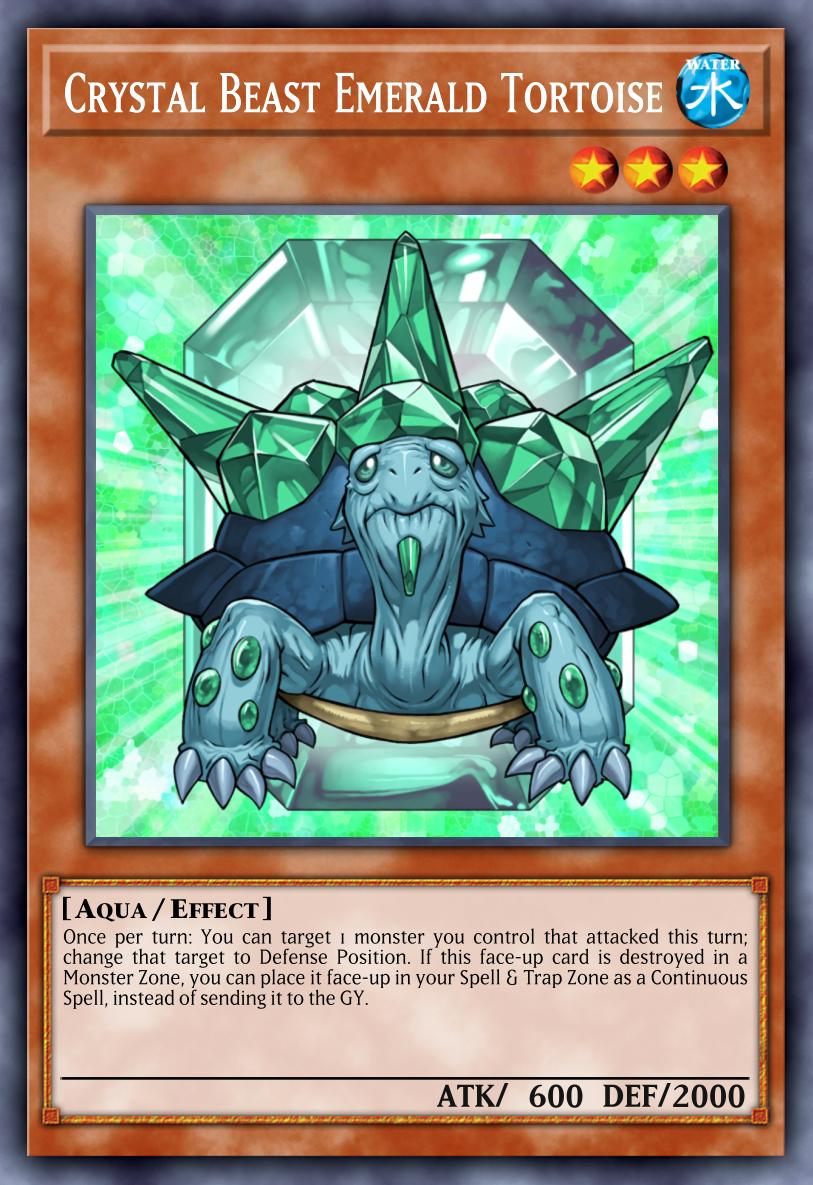 CRYSTAL BEAST EMERALD TORTOISE
WATER
水
[AQUA / EFFECT]
Once per turn: You can target 1 monster you control that attacked this turn;
change that target to Defense Position. If this face-up card is destroyed in a
Monster Zone, you can place it face-up in your Spell & Trap Zone as a Continuous
Spell, instead of sending it to the GY.
ATK/ 600 DEF/2000